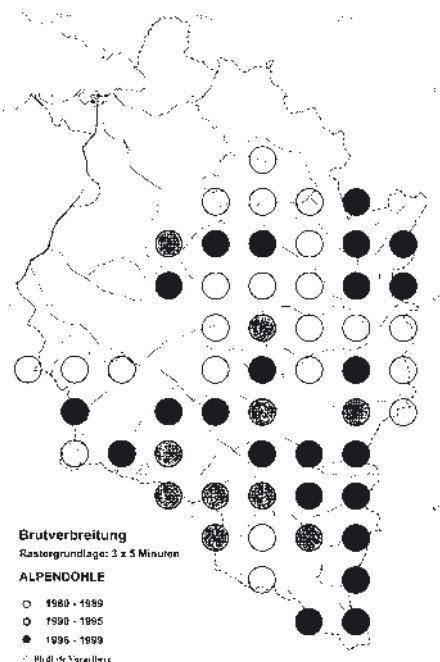 Brutverbreitung
Rastergrundlage: 3 x 5 Minuten
ALPENDOHLE
1980 - 1989
1990 - 1995
1996 - 1999